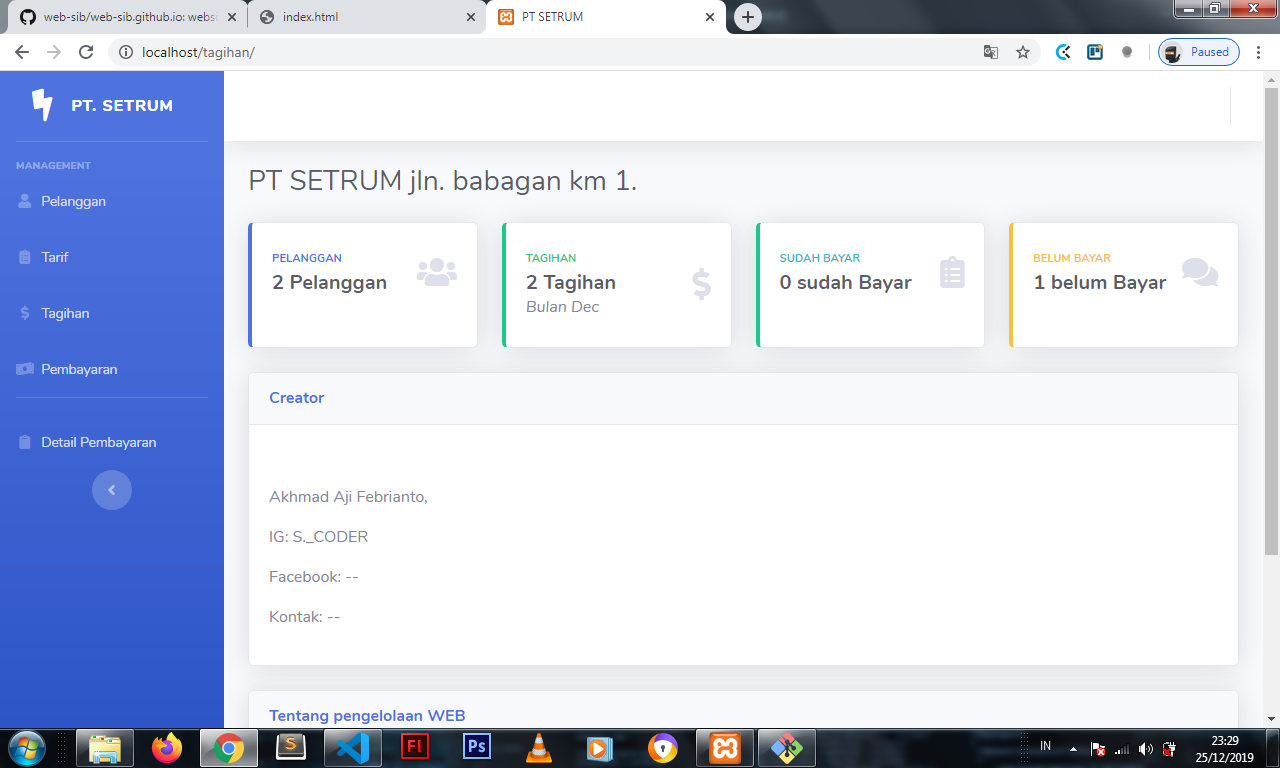 web-sib/web-sib.github.io: websi
index.html
PT SETRUM
localhost/tagihan/
Paused
PT. SETRUM
MANAGEMENT
Pelanggan
Tarif
Tagihan
Pembayaran
Detail Pembayaran
PT SETRUM jln. babagan km 1.
PELANGGAN
2 Pelanggan
TAGIHAN
2 Tagihan
Bulan Dec
SUDAH BAYAR
0 sudah Bayar
BELUM BAYAR
1 belum Bayar
Creator
Akhmad Aji Febrianto,
IG: S._CODER
Facebook: --
Kontak: --
Tentang pengelolaan WEB
S
Fl
Ps
IN
23:29
25/12/2019